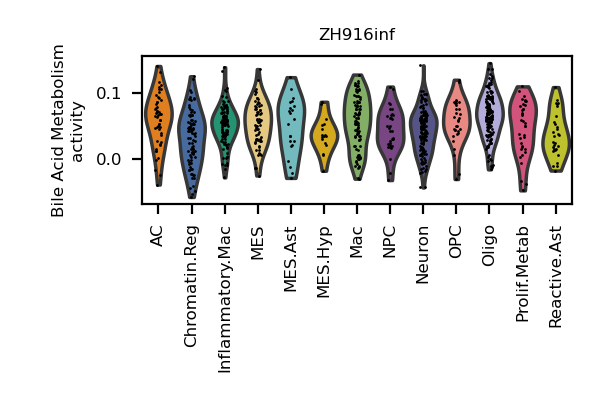 ZH916inf
Bile Acid Metabolism
activity
0.1
0.0
AC
Chromatin.Reg
Inflammatory.Mac
MES
MES.Ast
MES.Hyp
Mac
NPC
Neuron
OPC
Oligo
Prolif.Metab
Reactive.Ast